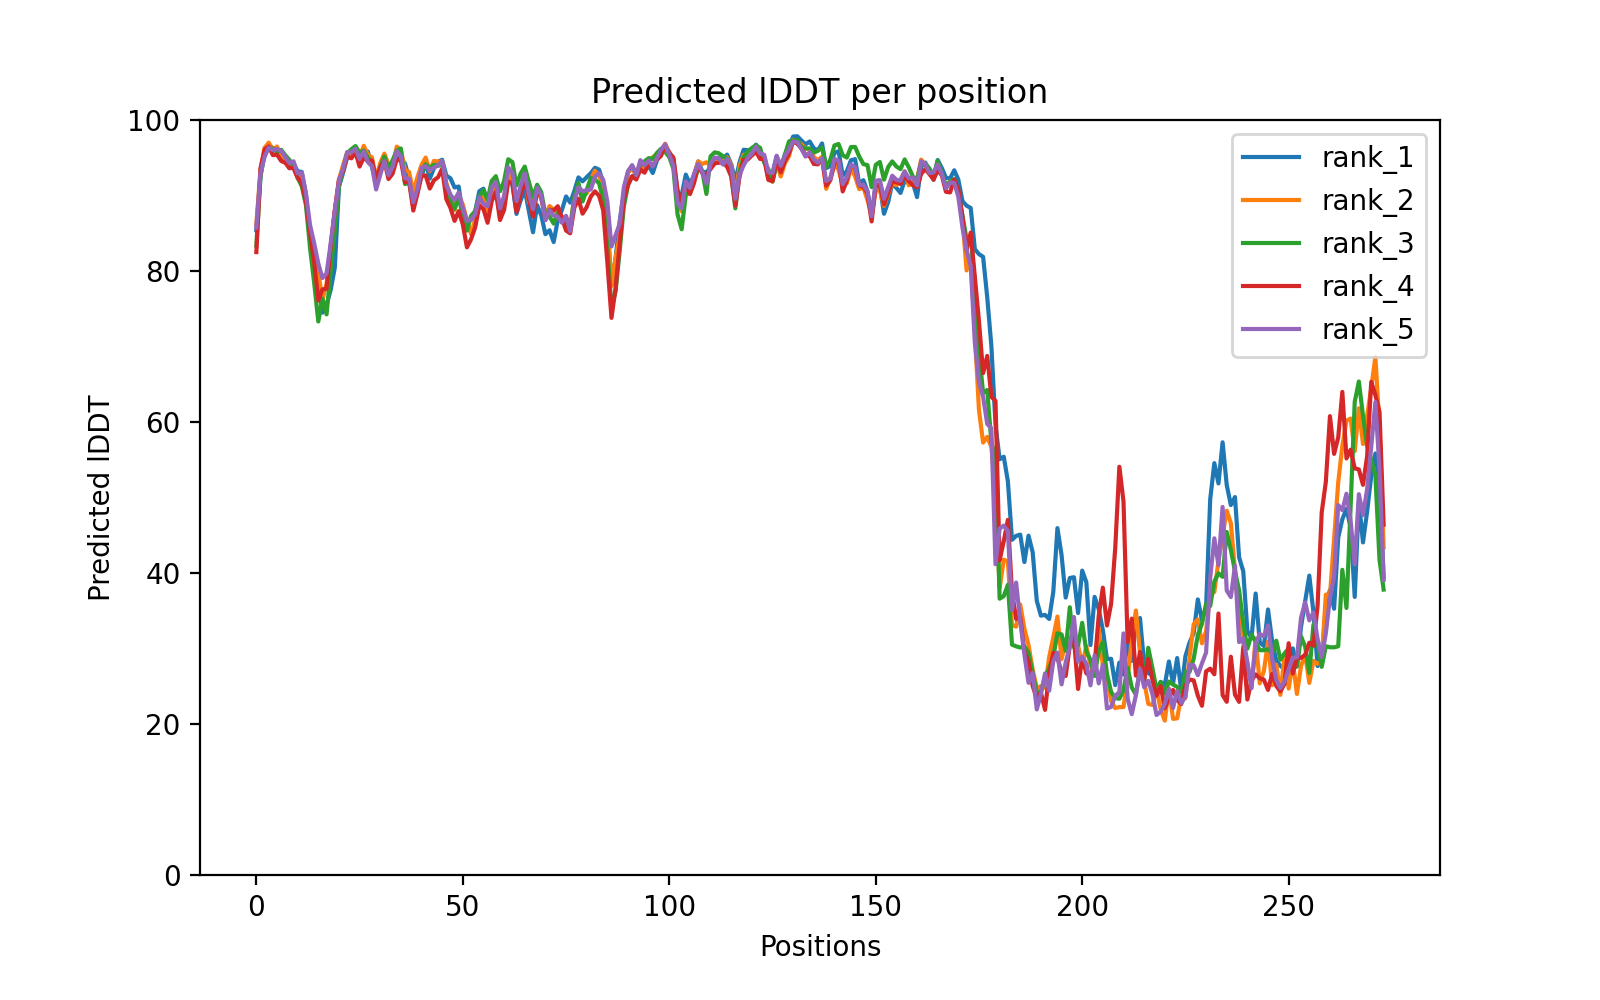 Predicted lDDT per position
100
80
60
40
20
0
Predicted lDDT
0 50 100 150 200 250
Positions
rank_1
rank_2
rank_3
rank_4
rank_5